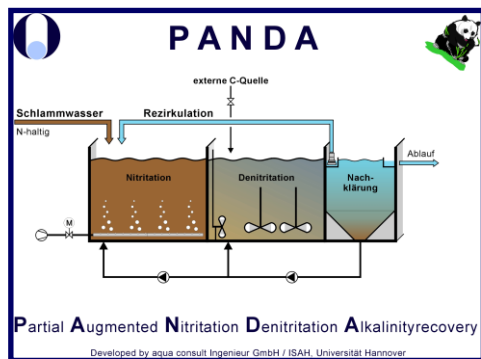 PANDA
externe C-Quelle
Schlammwasser
Rezirkulation
N-haltig
Ablauf
Nitritation
Denitritation
Nach-
klärung
M
Partial Augmented Nitritation Denitritation Alkalinityrecovery
Developed by aqua consult Ingenieur GmbH / ISAH, Universität Hannover